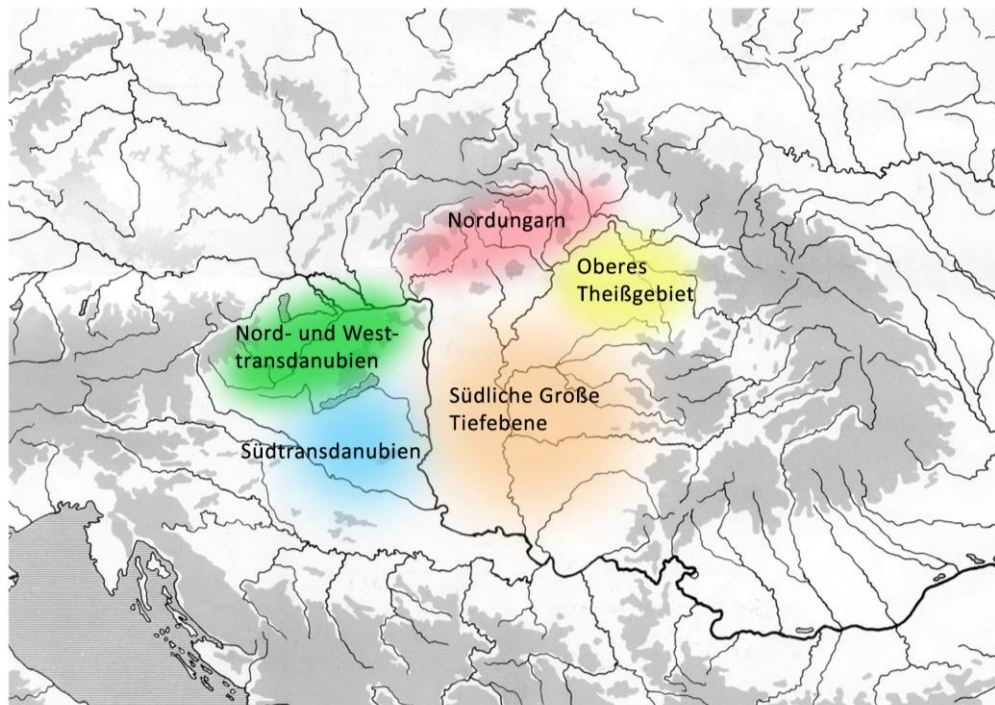 Nordungarn
Oberes
Theißgebiet
Nord- und West-
transdanubien
Südliche Große
Tiefebene
Südtransdanubien